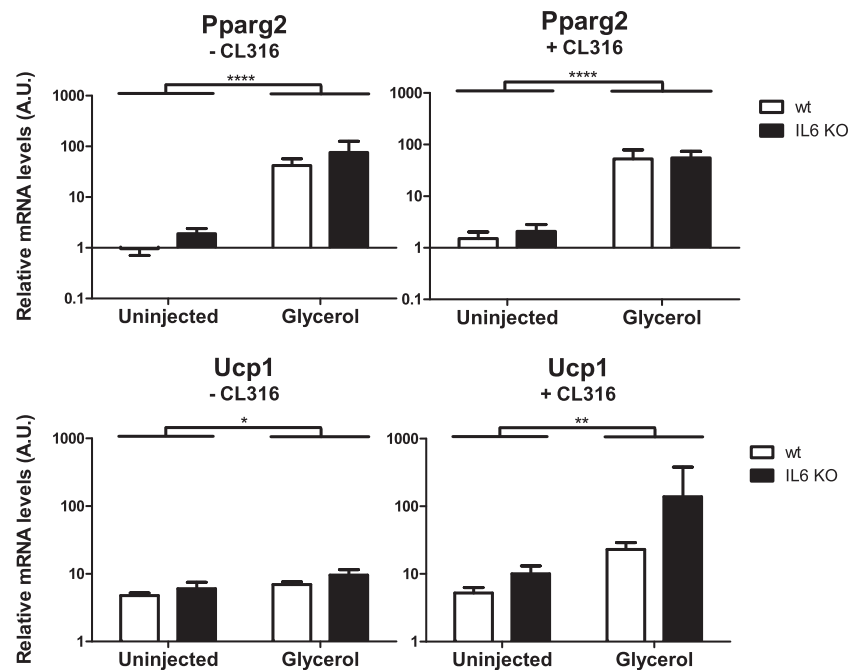 Pparg2
- CL316
Pparg2
+ CL316
****
****
Relative mRNA levels (A.U.)
1000
100
10
1
0.1
1000
100
10
1
0.1
wt
IL6 KO
Uninjected
Glycerol
Uninjected
Glycerol
Ucp1
- CL316
Ucp1
+ CL316
*
**
Relative mRNA levels (A.U.)
1000
100
10
1
1000
100
10
1
wt
IL6 KO
Uninjected
Glycerol
Uninjected
Glycerol